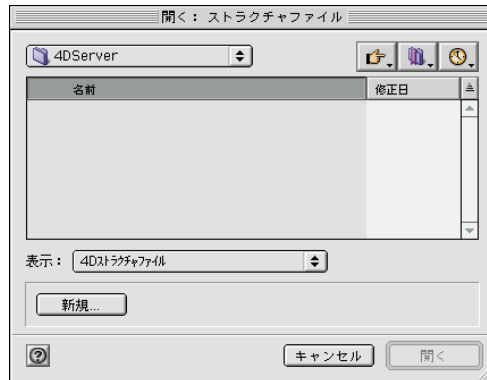 開く：ストラクチャファイル
4DServer
名前 修正日
表示： 4Dストラクチャファイル
新規...
キャンセル 開く